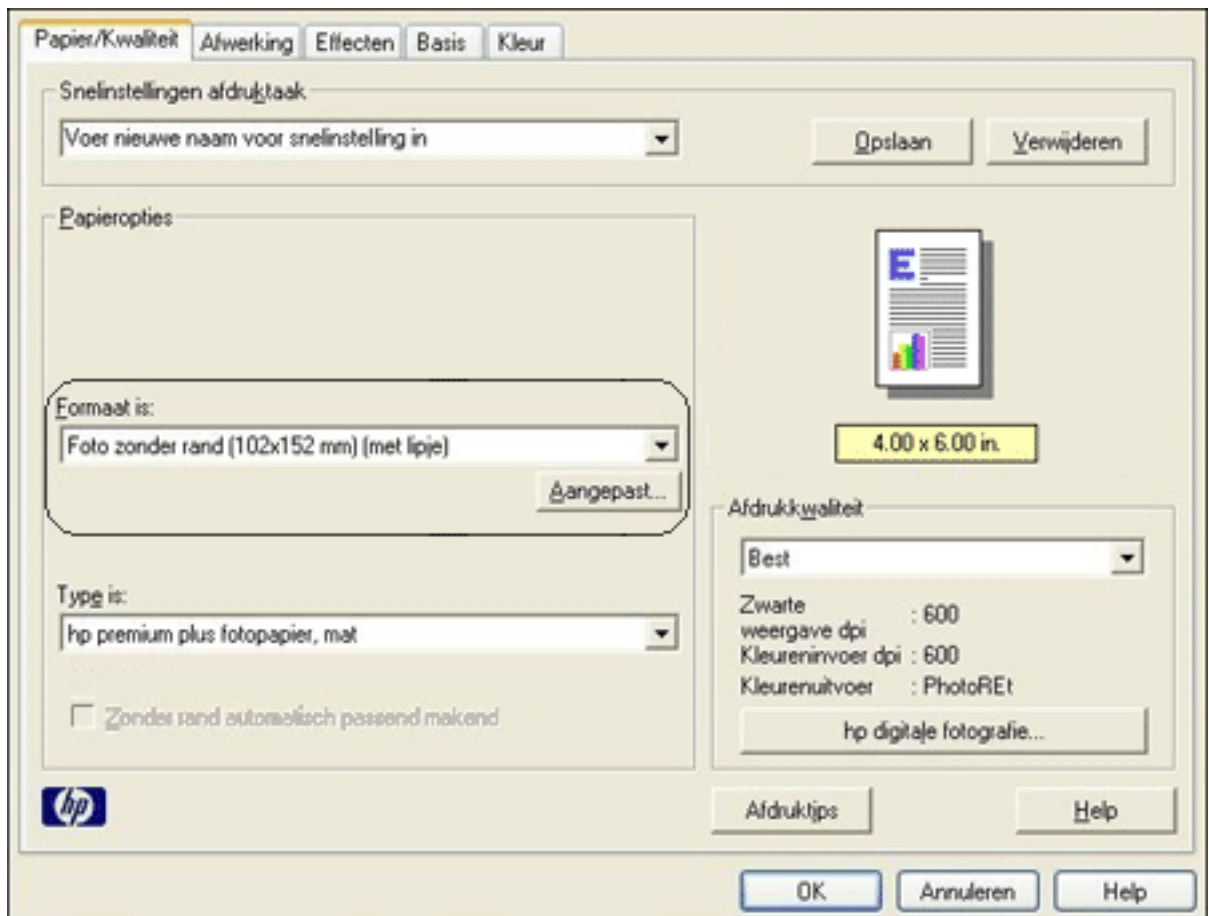 Papier/Kwaliteit Afwerking Effecten Basis Kleur
Snelinstellingen afdruktaak
Voer nieuwe naam voor snelinstelling in
Opslaan Verwijderen
Papieropties
E
Formaat is:
Foto zonder rand (102x152 mm) (met lipje)
Aangepast...
4.00 x 6.00 in.
Afdrukkwaliteit
Best
Type is:
hp premium plus fotopapier, mat
Zwarte
weergave dpi : 600
Kleureninvoer dpi : 600
Kleurenuitvoer : PhotoREt
Zonder rand automatisch passend makend
hp digitale fotografie...
hp
Afdruktips Help
OK Annuleren Help